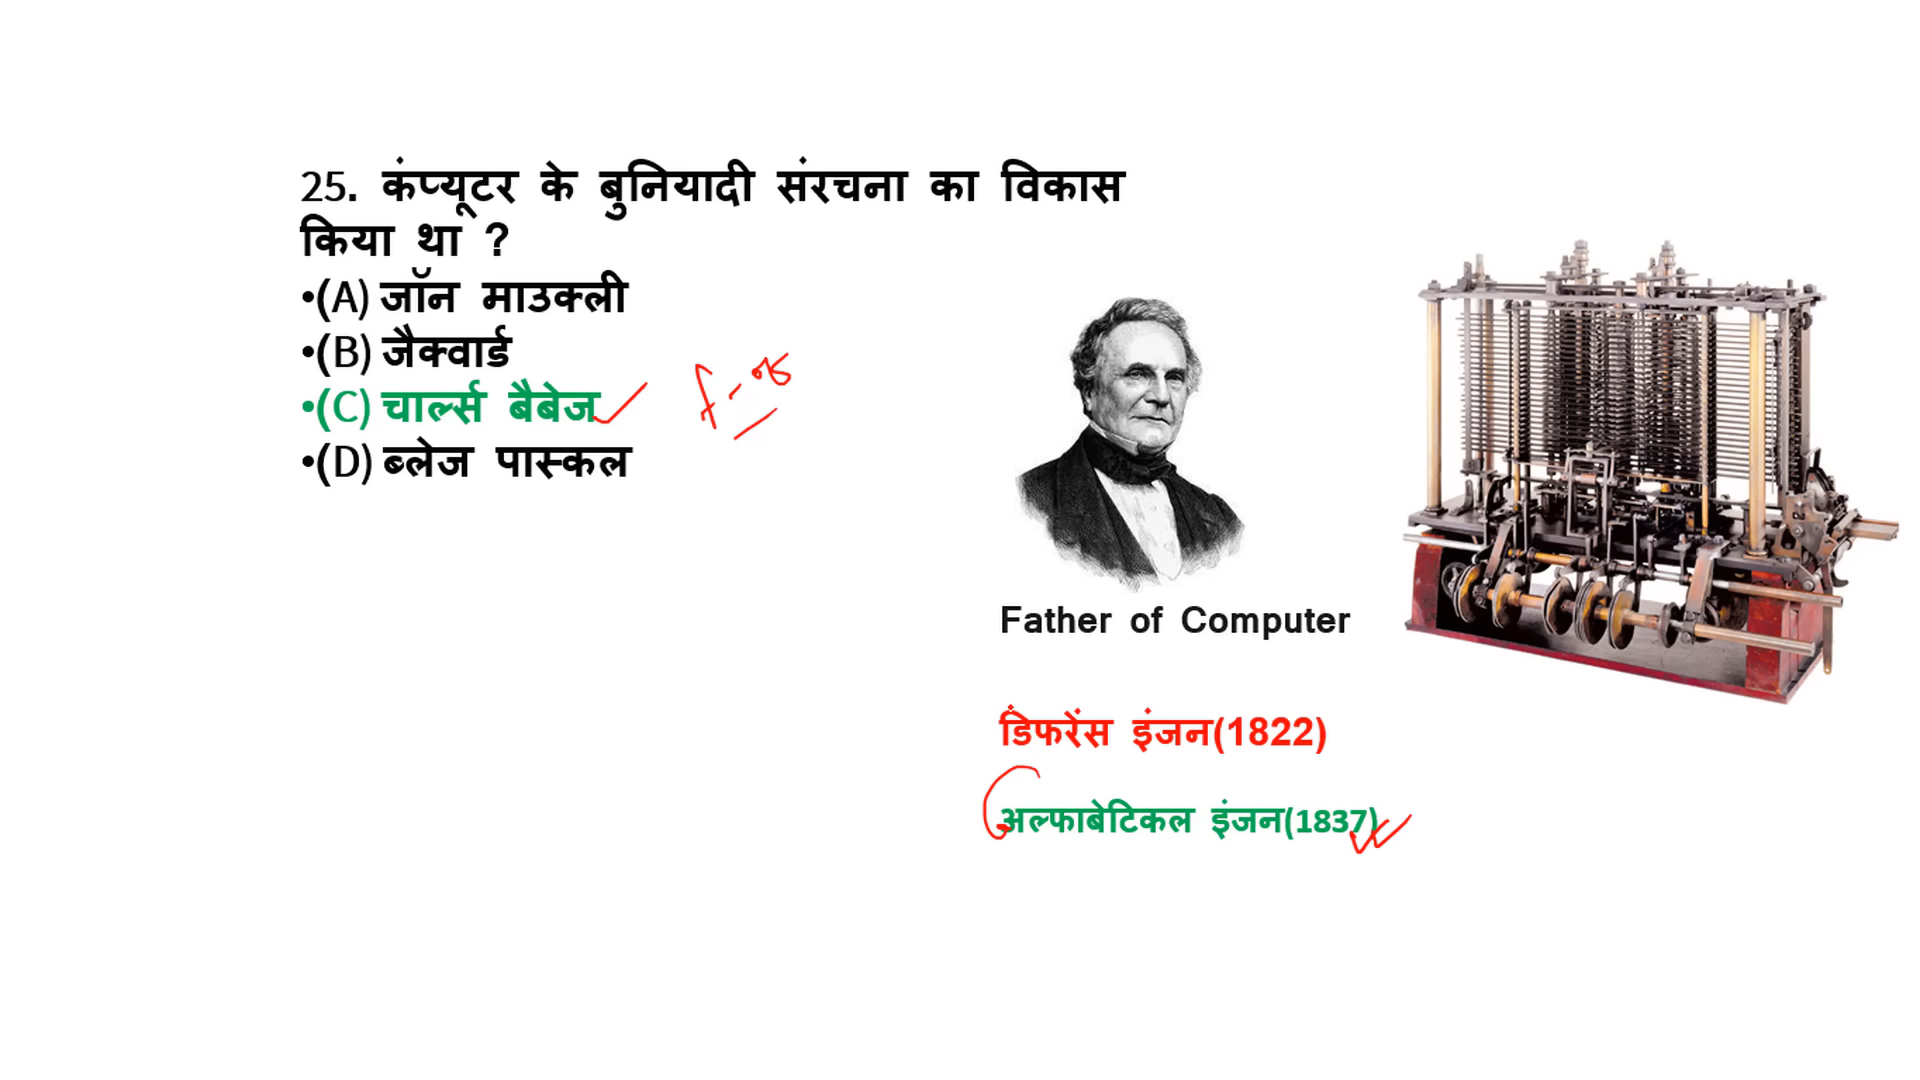 25. कंप्यूटर के बुनियादी संरचना का विकास
किया था ?
•(A) जॉन माउक्ली
•(B) जैक्वार्ड
•(C) चार्ल्स बैबेज
•(D) ब्लेज पास्कल
Father of Computer
डिंफरेंस इंजन(1822)
अल्फाबेटिकल इंजन(1837)